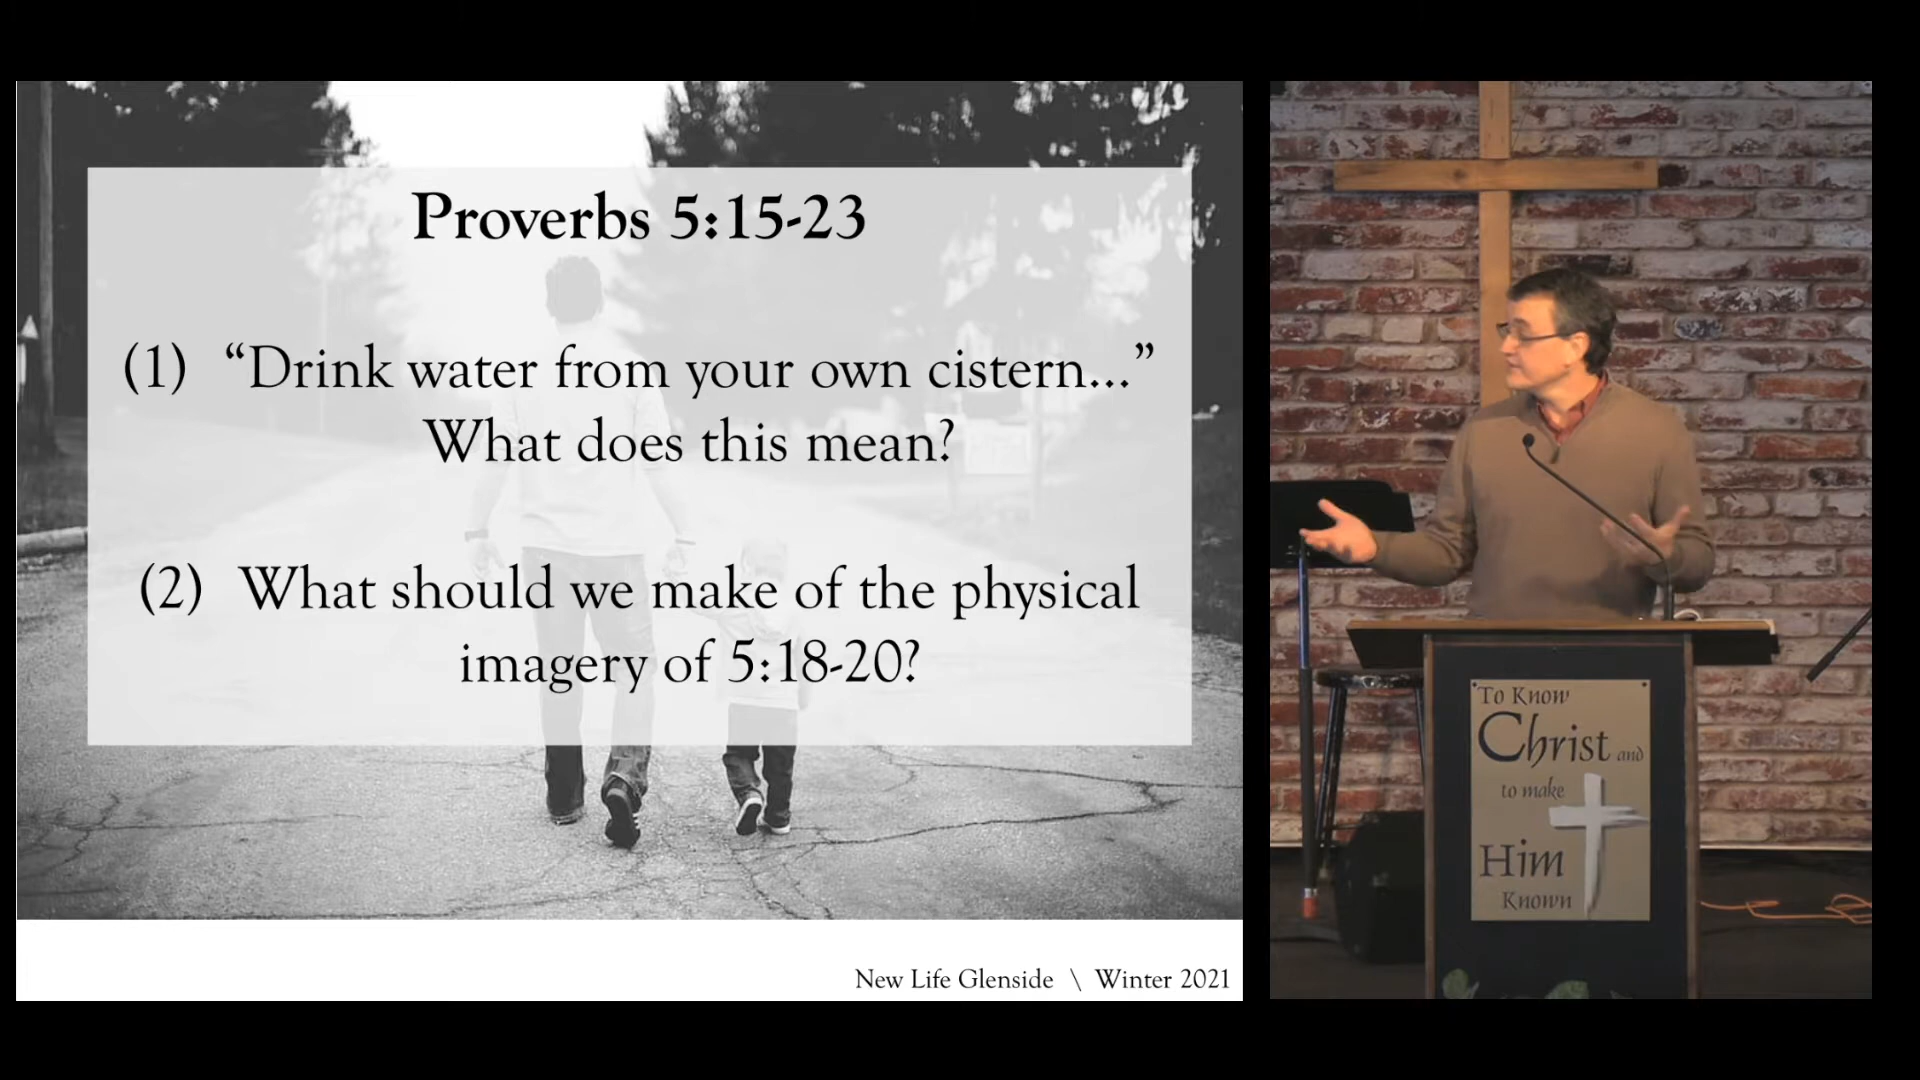 Proverbs 5:15-23
(1) “Drink water from your own cistern...”
What does this mean?
(2) What should we make of the physical
imagery of 5:18-20?
New Life Glenside \ Winter 2021
To Know
Christ and
to make
Him
Known